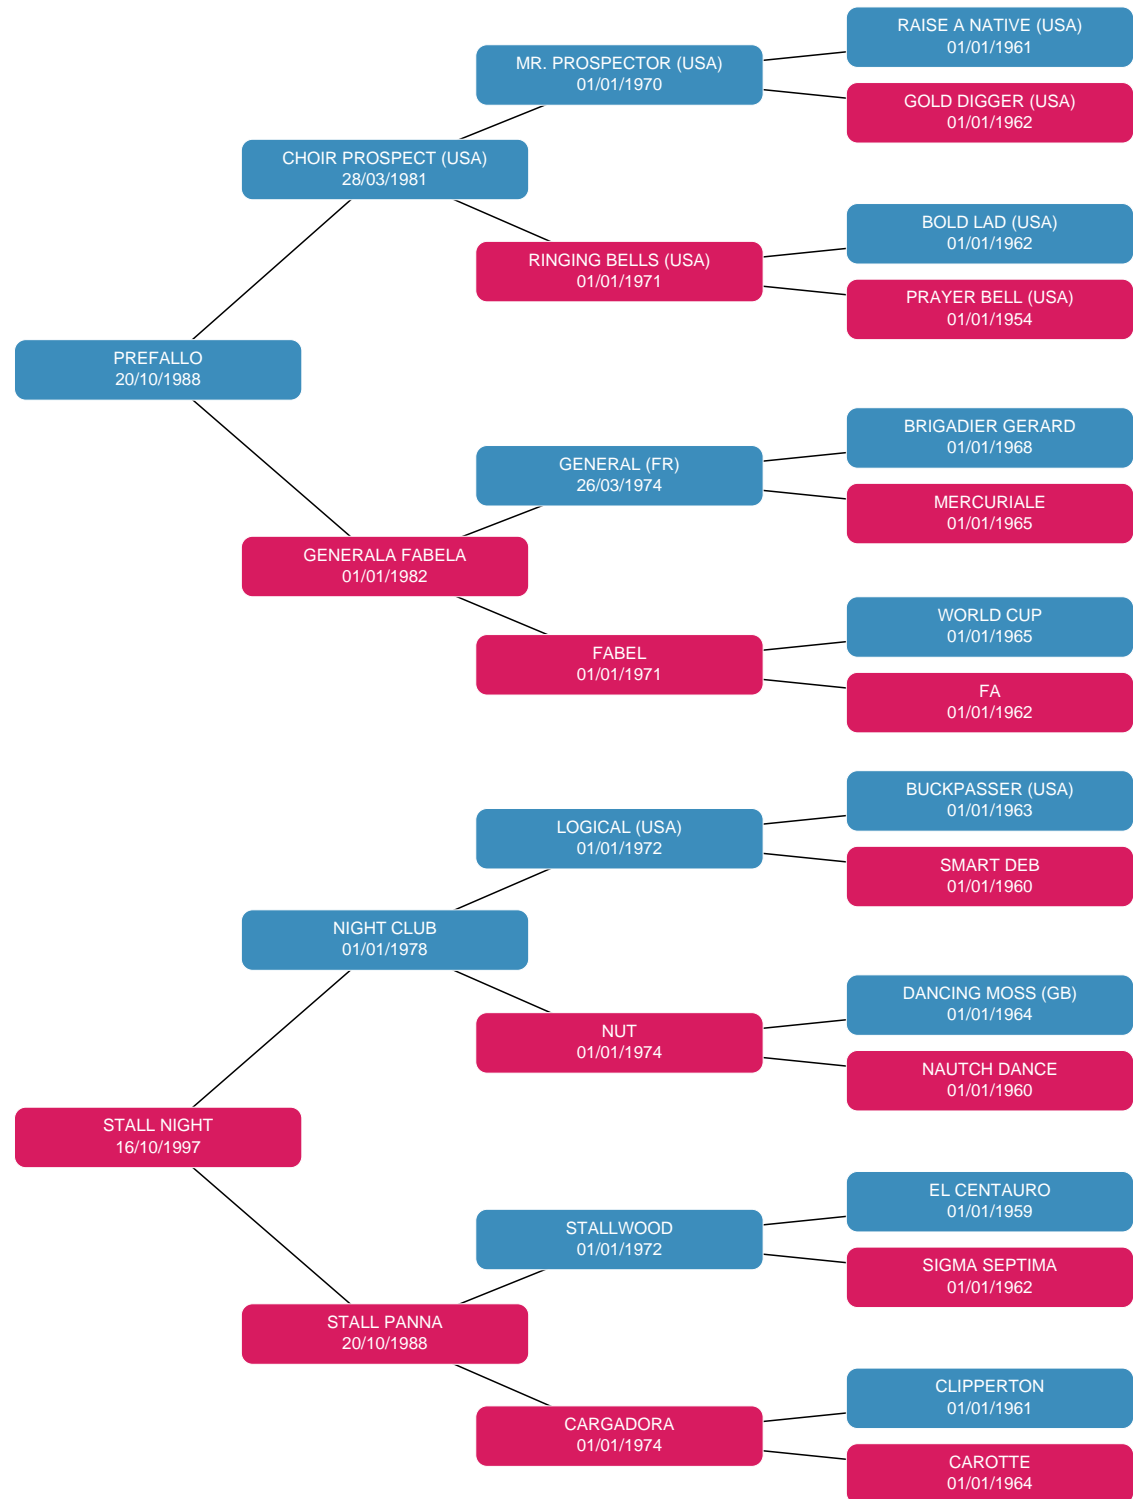 RAISE A NATIVE (USA)
01/01/1961
MR. PROSPECTOR (USA)
01/01/1970
GOLD DIGGER (USA)
01/01/1962
CHOIR PROSPECT (USA)
28/03/1981
BOLD LAD (USA)
01/01/1962
RINGING BELLS (USA)
01/01/1971
PRAYER BELL (USA)
01/01/1954
PREFALLO
20/10/1988
BRIGADIER GERARD
01/01/1968
GENERAL (FR)
26/03/1974
MERCURIALE
01/01/1965
GENERALA FABELA
01/01/1982
WORLD CUP
01/01/1965
FABEL
01/01/1971
FA
01/01/1962
BUCKPASSER (USA)
01/01/1963
LOGICAL (USA)
01/01/1972
SMART DEB
01/01/1960
NIGHT CLUB
01/01/1978
DANCING MOSS (GB)
01/01/1964
NUT
01/01/1974
NAUTCH DANCE
01/01/1960
STALL NIGHT
16/10/1997
EL CENTAURO
01/01/1959
STALLWOOD
01/01/1972
SIGMA SEPTIMA
01/01/1962
STALL PANNA
20/10/1988
CLIPPERTON
01/01/1961
CARGADORA
01/01/1974
CAROTTE
01/01/1964